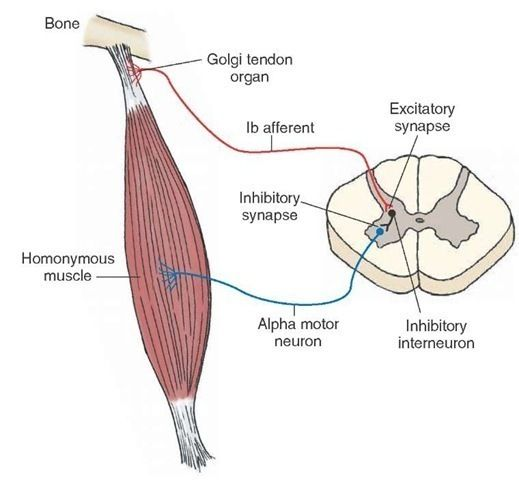 Bone
Golgi tendon
organ
Ib afferent
Excitatory
synapse
Inhibitory
synapse
Homonymous
muscle
Alpha motor
neuron
Inhibitory
interneuron